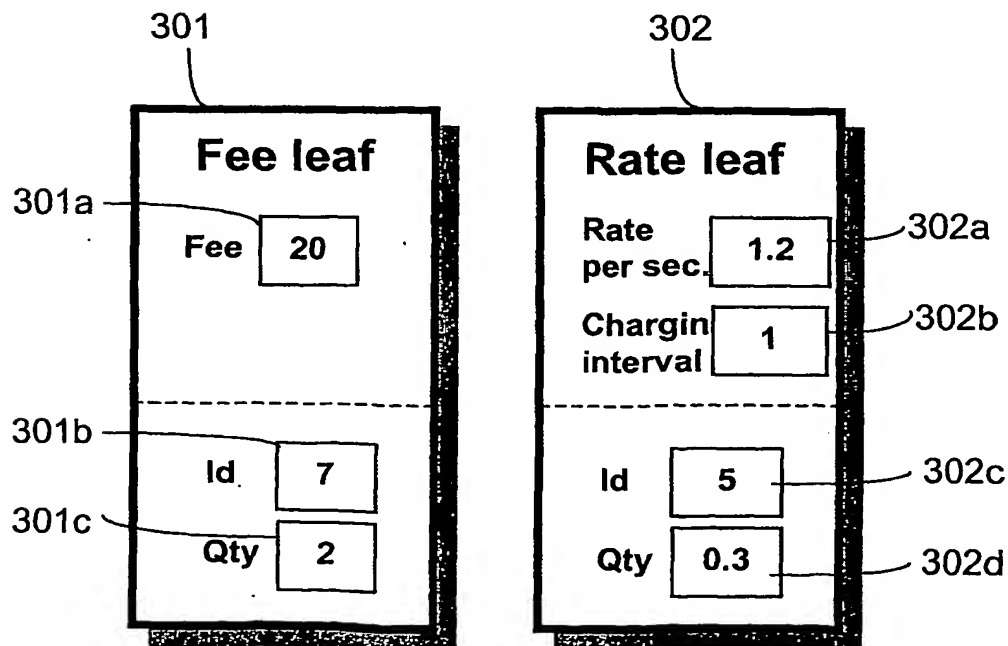 301
302
Fee leaf
Rate leaf
301a
Fee
20
Rate
per sec.
1.2
302a
Chargin
interval
1
302b
301b
Id
7
301c
Qty
2
Id
5
302c
Qty
0.3
302d